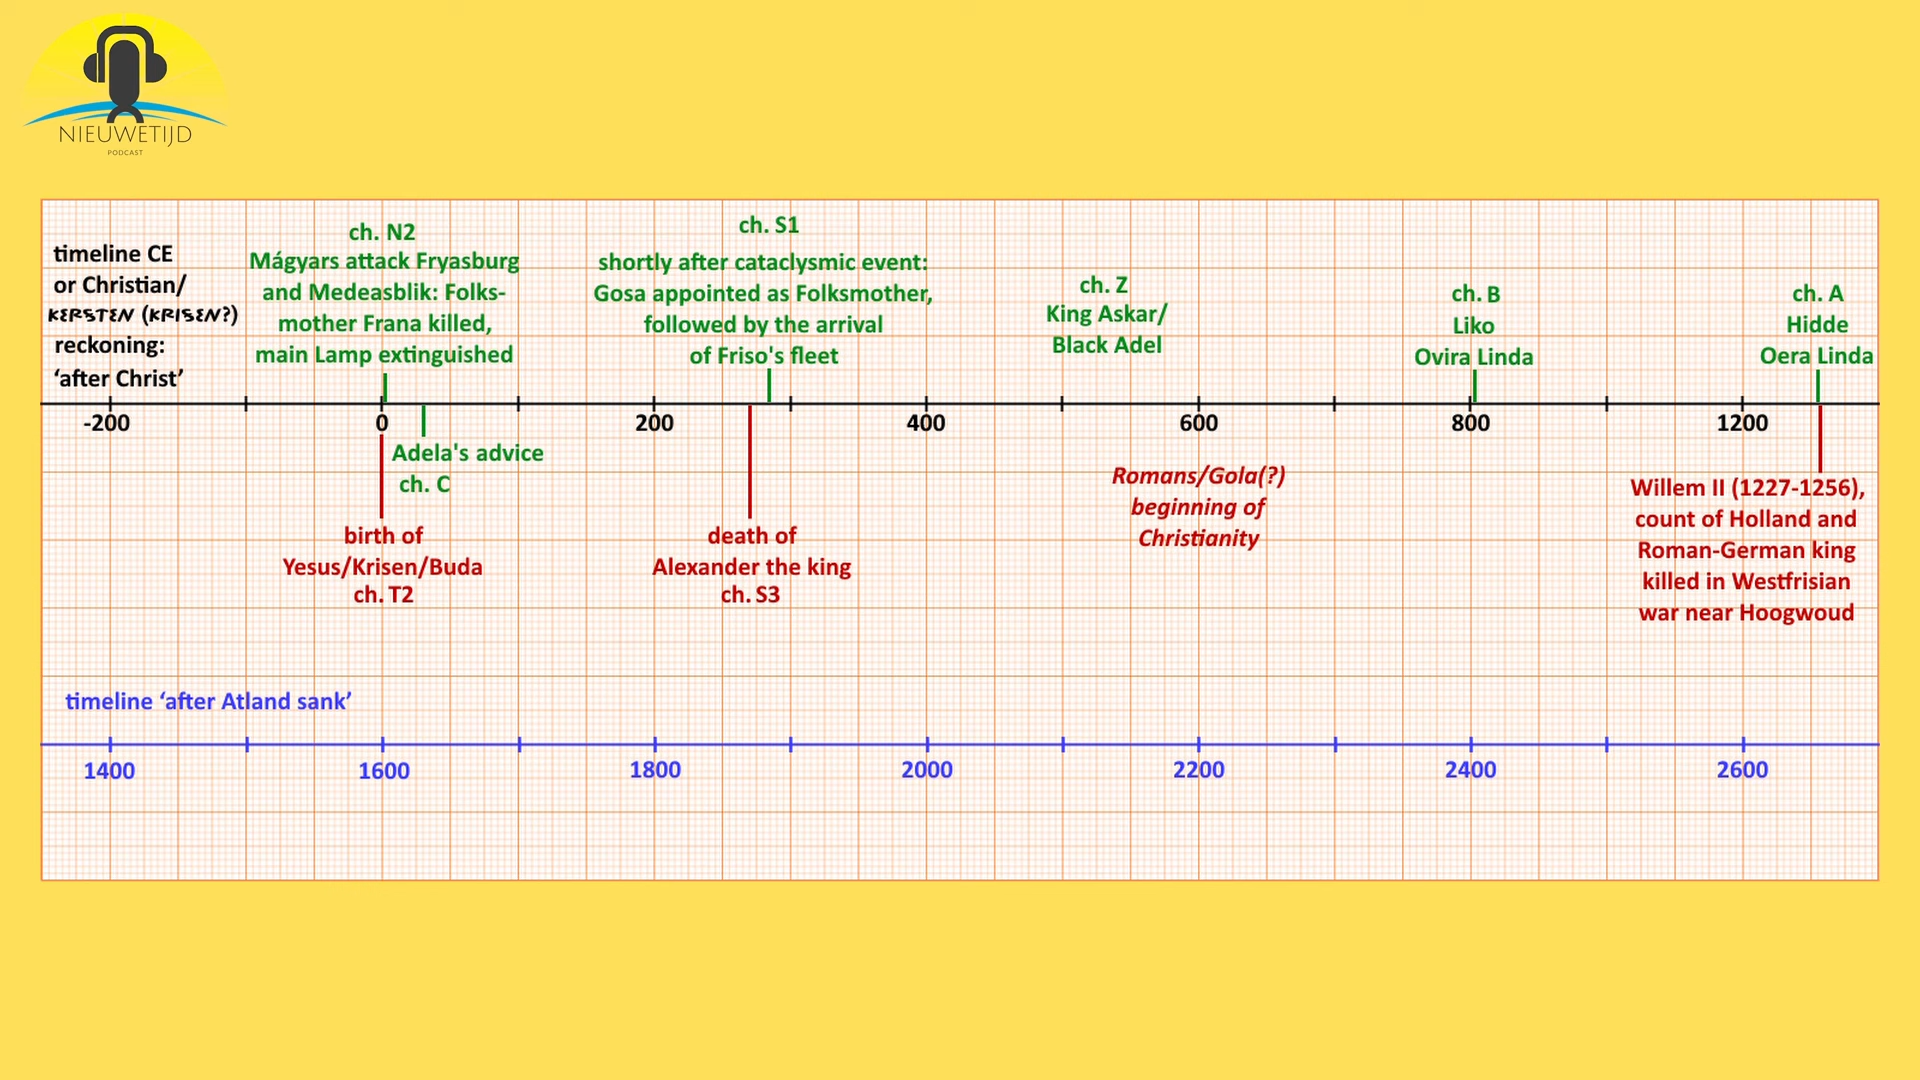 NIEUWETIJD
PODCAST
timeline CE
or Christian/
KERSTEN (KRISEN?)
reckoning:
‘after Christ’
ch. N2
Mágyars attack Fryasburg
and Medeasblik: Folks-
mother Frana killed,
main Lamp extinguished
ch. S1
shortly after cataclysmic event:
Gosa appointed as Folksmother,
followed by the arrival
of Friso's fleet
ch. Z
King Askar/
Black Adel
ch. B
Liko
Ovira Linda
ch. A
Hidde
Oera Linda
-200 0 200 400 600 800 1200
Adela's advice
ch. C
birth of
Yesus/Krisen/Buda
ch. T2
death of
Alexander the king
ch. S3
Romans/Gola(?)
beginning of
Christianity
Willem II (1227-1256),
count of Holland and
Roman-German king
killed in Westfrisian
war near Hoogwoud
timeline ‘after Atland sank’
1400 1600 1800 2000 2200 2400 2600